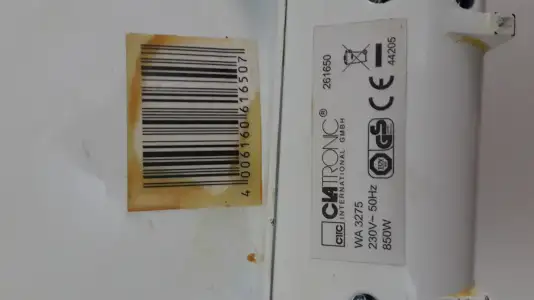 4 006160 616507
CTC CLATRONIC®
INTERNATIONAL GMBH
WA 3275
230V~ 50Hz
850W
GS
CE
261650
44205